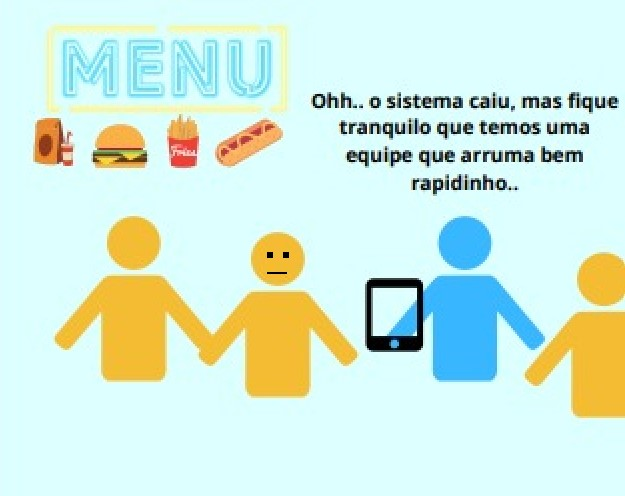 MENU
Fries
Ohh.. o sistema caiu, mas fique
tranquilo que temos uma
equipe que arruma bem
rapidinho..